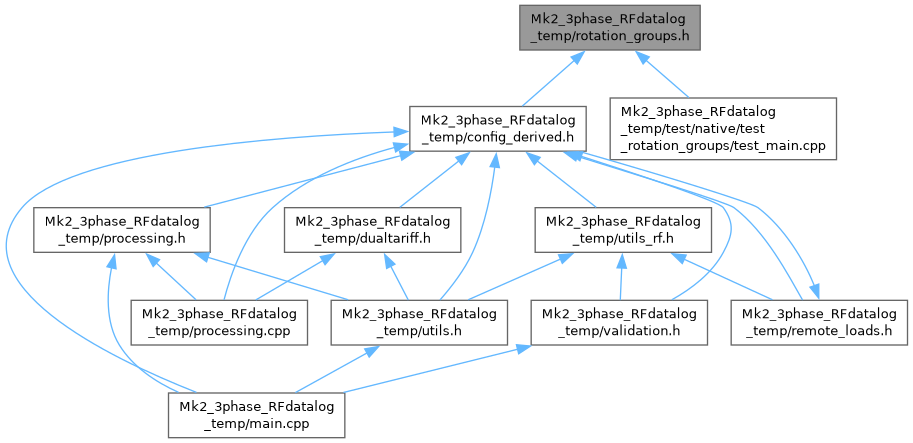 Mk2_3phase_RFdatalog
_temp/rotation_groups.h
Mk2_3phase_RFdatalog
_temp/config_derived.h
Mk2_3phase_RFdatalog
_temp/test/native/test
_rotation_groups/test_main.cpp
Mk2_3phase_RFdatalog
_temp/processing.h
Mk2_3phase_RFdatalog
_temp/dualtariff.h
Mk2_3phase_RFdatalog
_temp/utils_rf.h
Mk2_3phase_RFdatalog
_temp/processing.cpp
Mk2_3phase_RFdatalog
_temp/utils.h
Mk2_3phase_RFdatalog
_temp/validation.h
Mk2_3phase_RFdatalog
_temp/remote_loads.h
Mk2_3phase_RFdatalog
_temp/main.cpp